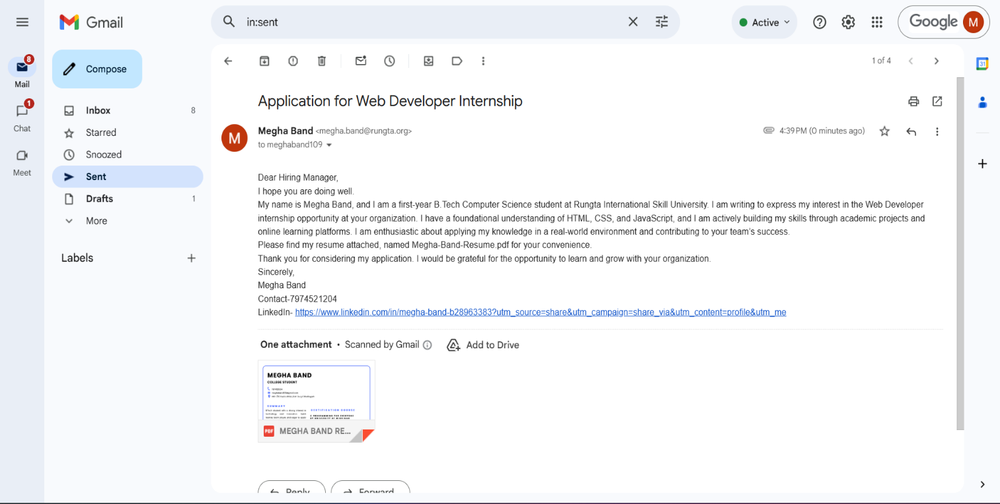 Gmail
in:sent
Active
Google
M
8
Mail
1
Chat
Meet
Compose
Inbox 8
Starred
Snoozed
Sent
Drafts 1
More
Labels
1 of 4
31
Application for Web Developer Internship
M
Megha Band <megha.band@rungta.org>
4:39 PM (0 minutes ago)
to meghaband109
Dear Hiring Manager,
I hope you are doing well.
My name is Megha Band, and I am a first-year B.Tech Computer Science student at Rungta International Skill University. I am writing to express my interest in the Web Developer
internship opportunity at your organization. I have a foundational understanding of HTML, CSS, and JavaScript, and I am actively building my skills through academic projects and
online learning platforms. I am enthusiastic about applying my knowledge in a real-world environment and contributing to your team's success.
Please find my resume attached, named Megha-Band-Resume.pdf for your convenience.
Thank you for considering my application. I would be grateful for the opportunity to learn and grow with your organization.
Sincerely,
Megha Band
Contact-7974521204
LinkedIn- https://www.linkedin.com/in/megha-band-b28963383?utm_source=share&utm_campaign=share_via&utm_content=profile&utm_me
One attachment • Scanned by Gmail
Add to Drive
MEGHA BAND
COLLEGE STUDENT
SUMMARY
CERTIFICATION COURSE
PDF MEGHA BAND RE...
Reply
Forward